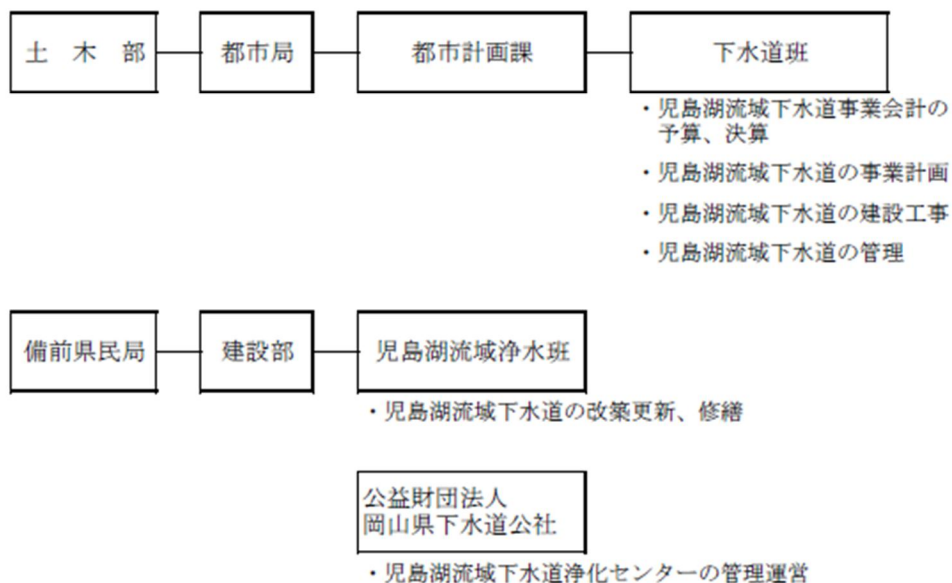 土 木 部
都市局
都市計画課
下水道班
・児島湖流域下水道事業会計の
予算、決算
・児島湖流域下水道の事業計画
・児島湖流域下水道の建設工事
・児島湖流域下水道の管理
備前県民局
建設部
児島湖流域浄水班
・児島湖流域下水道の改築更新、修繕
公益財団法人
岡山県下水道公社
・児島湖流域下水道浄化センターの管理運営